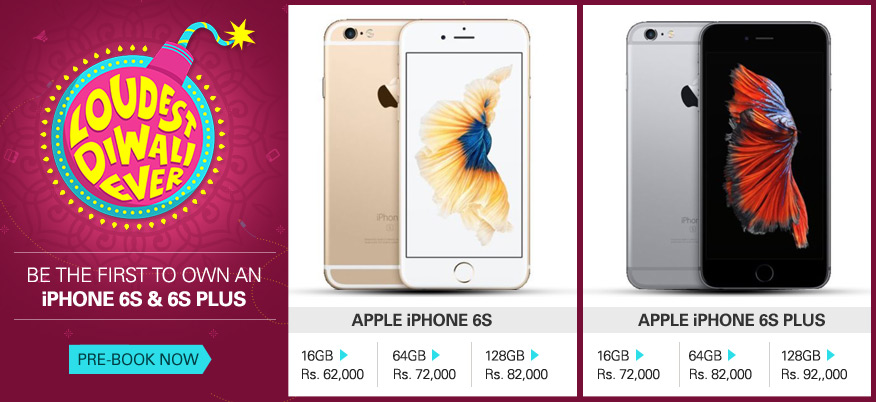 LOUDEST
DIWALI
EVER
BE THE FIRST TO OWN AN
iPHONE 6S & 6S PLUS
PRE-BOOK NOW
iPhone
S
APPLE iPHONE 6S
16GB
Rs. 62,000
64GB
Rs. 72,000
128GB
Rs. 82,000
iPhone
S
APPLE iPHONE 6S PLUS
16GB
Rs. 72,000
64GB
Rs. 82,000
128GB
Rs. 92,,000